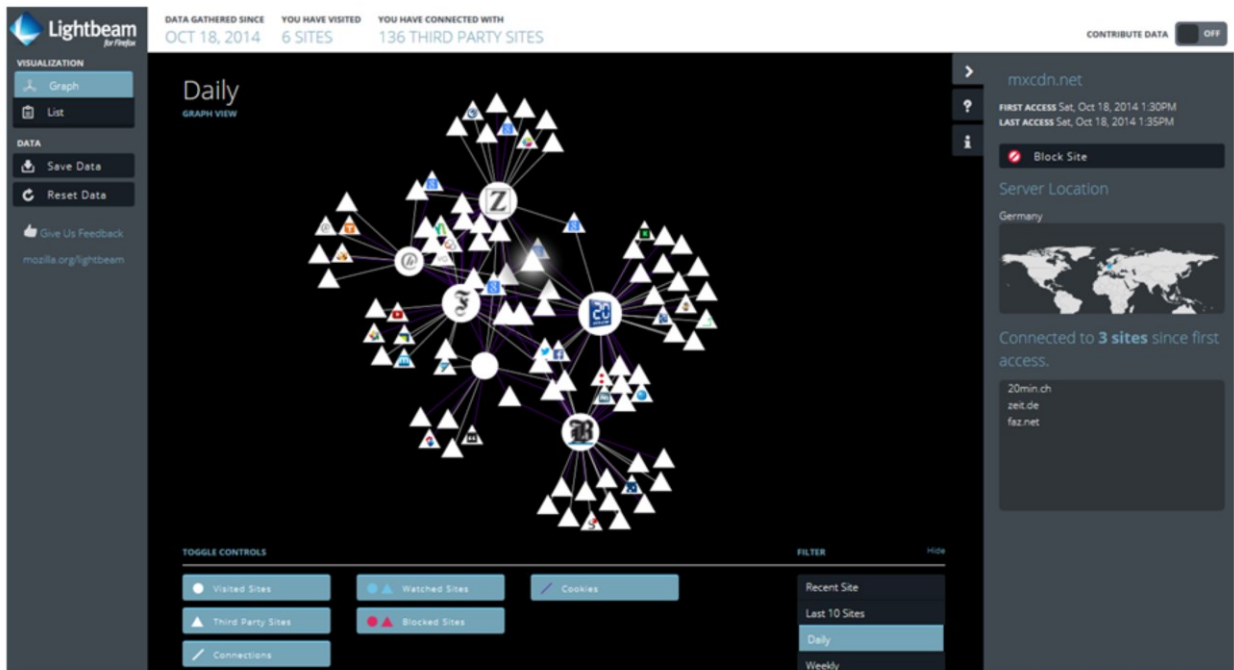 Lightbeam
for Firefox
DATA GATHERED SINCE
OCT 18, 2014
YOU HAVE VISITED
6 SITES
YOU HAVE CONNECTED WITH
136 THIRD PARTY SITES
CONTRIBUTE DATA
OFF
VISUALIZATION
Graph
List
DATA
Save Data
Reset Data
Give Us Feedback
mozilla.org/lightbeam
Daily
GRAPH VIEW
Z
20
B
TOGGLE CONTROLS
Visited Sites
Watched Sites
Cookies
Third Party Sites
Blocked Sites
Connections
FILTER
Hide
Recent Site
Last 10 Sites
Daily
Weekly
mxcdn.net
FIRST ACCESS Sat, Oct 18, 2014 1:30PM
LAST ACCESS Sat, Oct 18, 2014 1:35PM
Block Site
Server Location
Germany
Connected to 3 sites since first
access.
20min.ch
zeit.de
faz.net